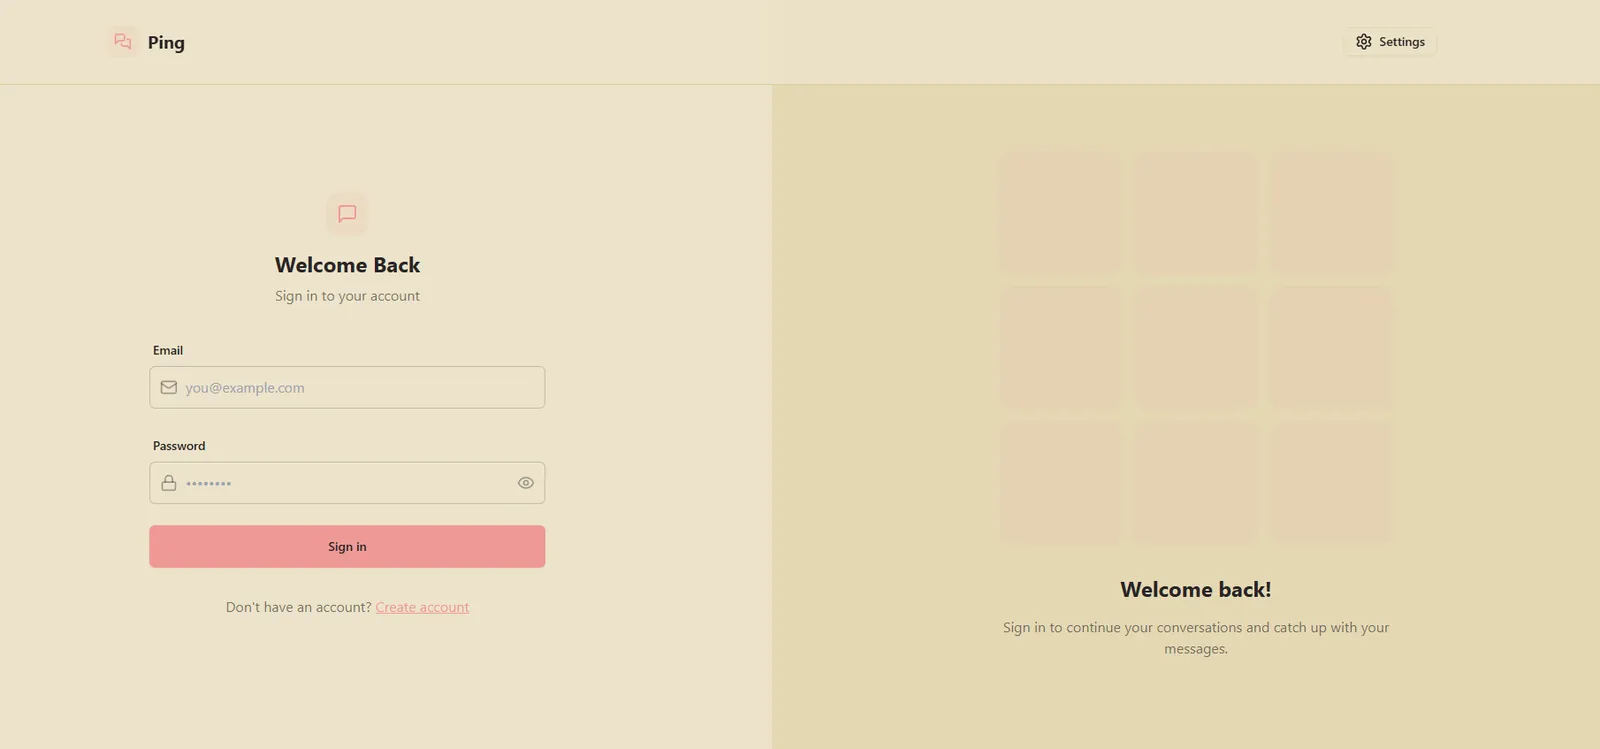 Ping
Settings
Welcome Back
Sign in to your account
Email
you@example.com
Password
••••••••
Sign in
Don't have an account? Create account
Welcome back!
Sign in to continue your conversations and catch up with your
messages.